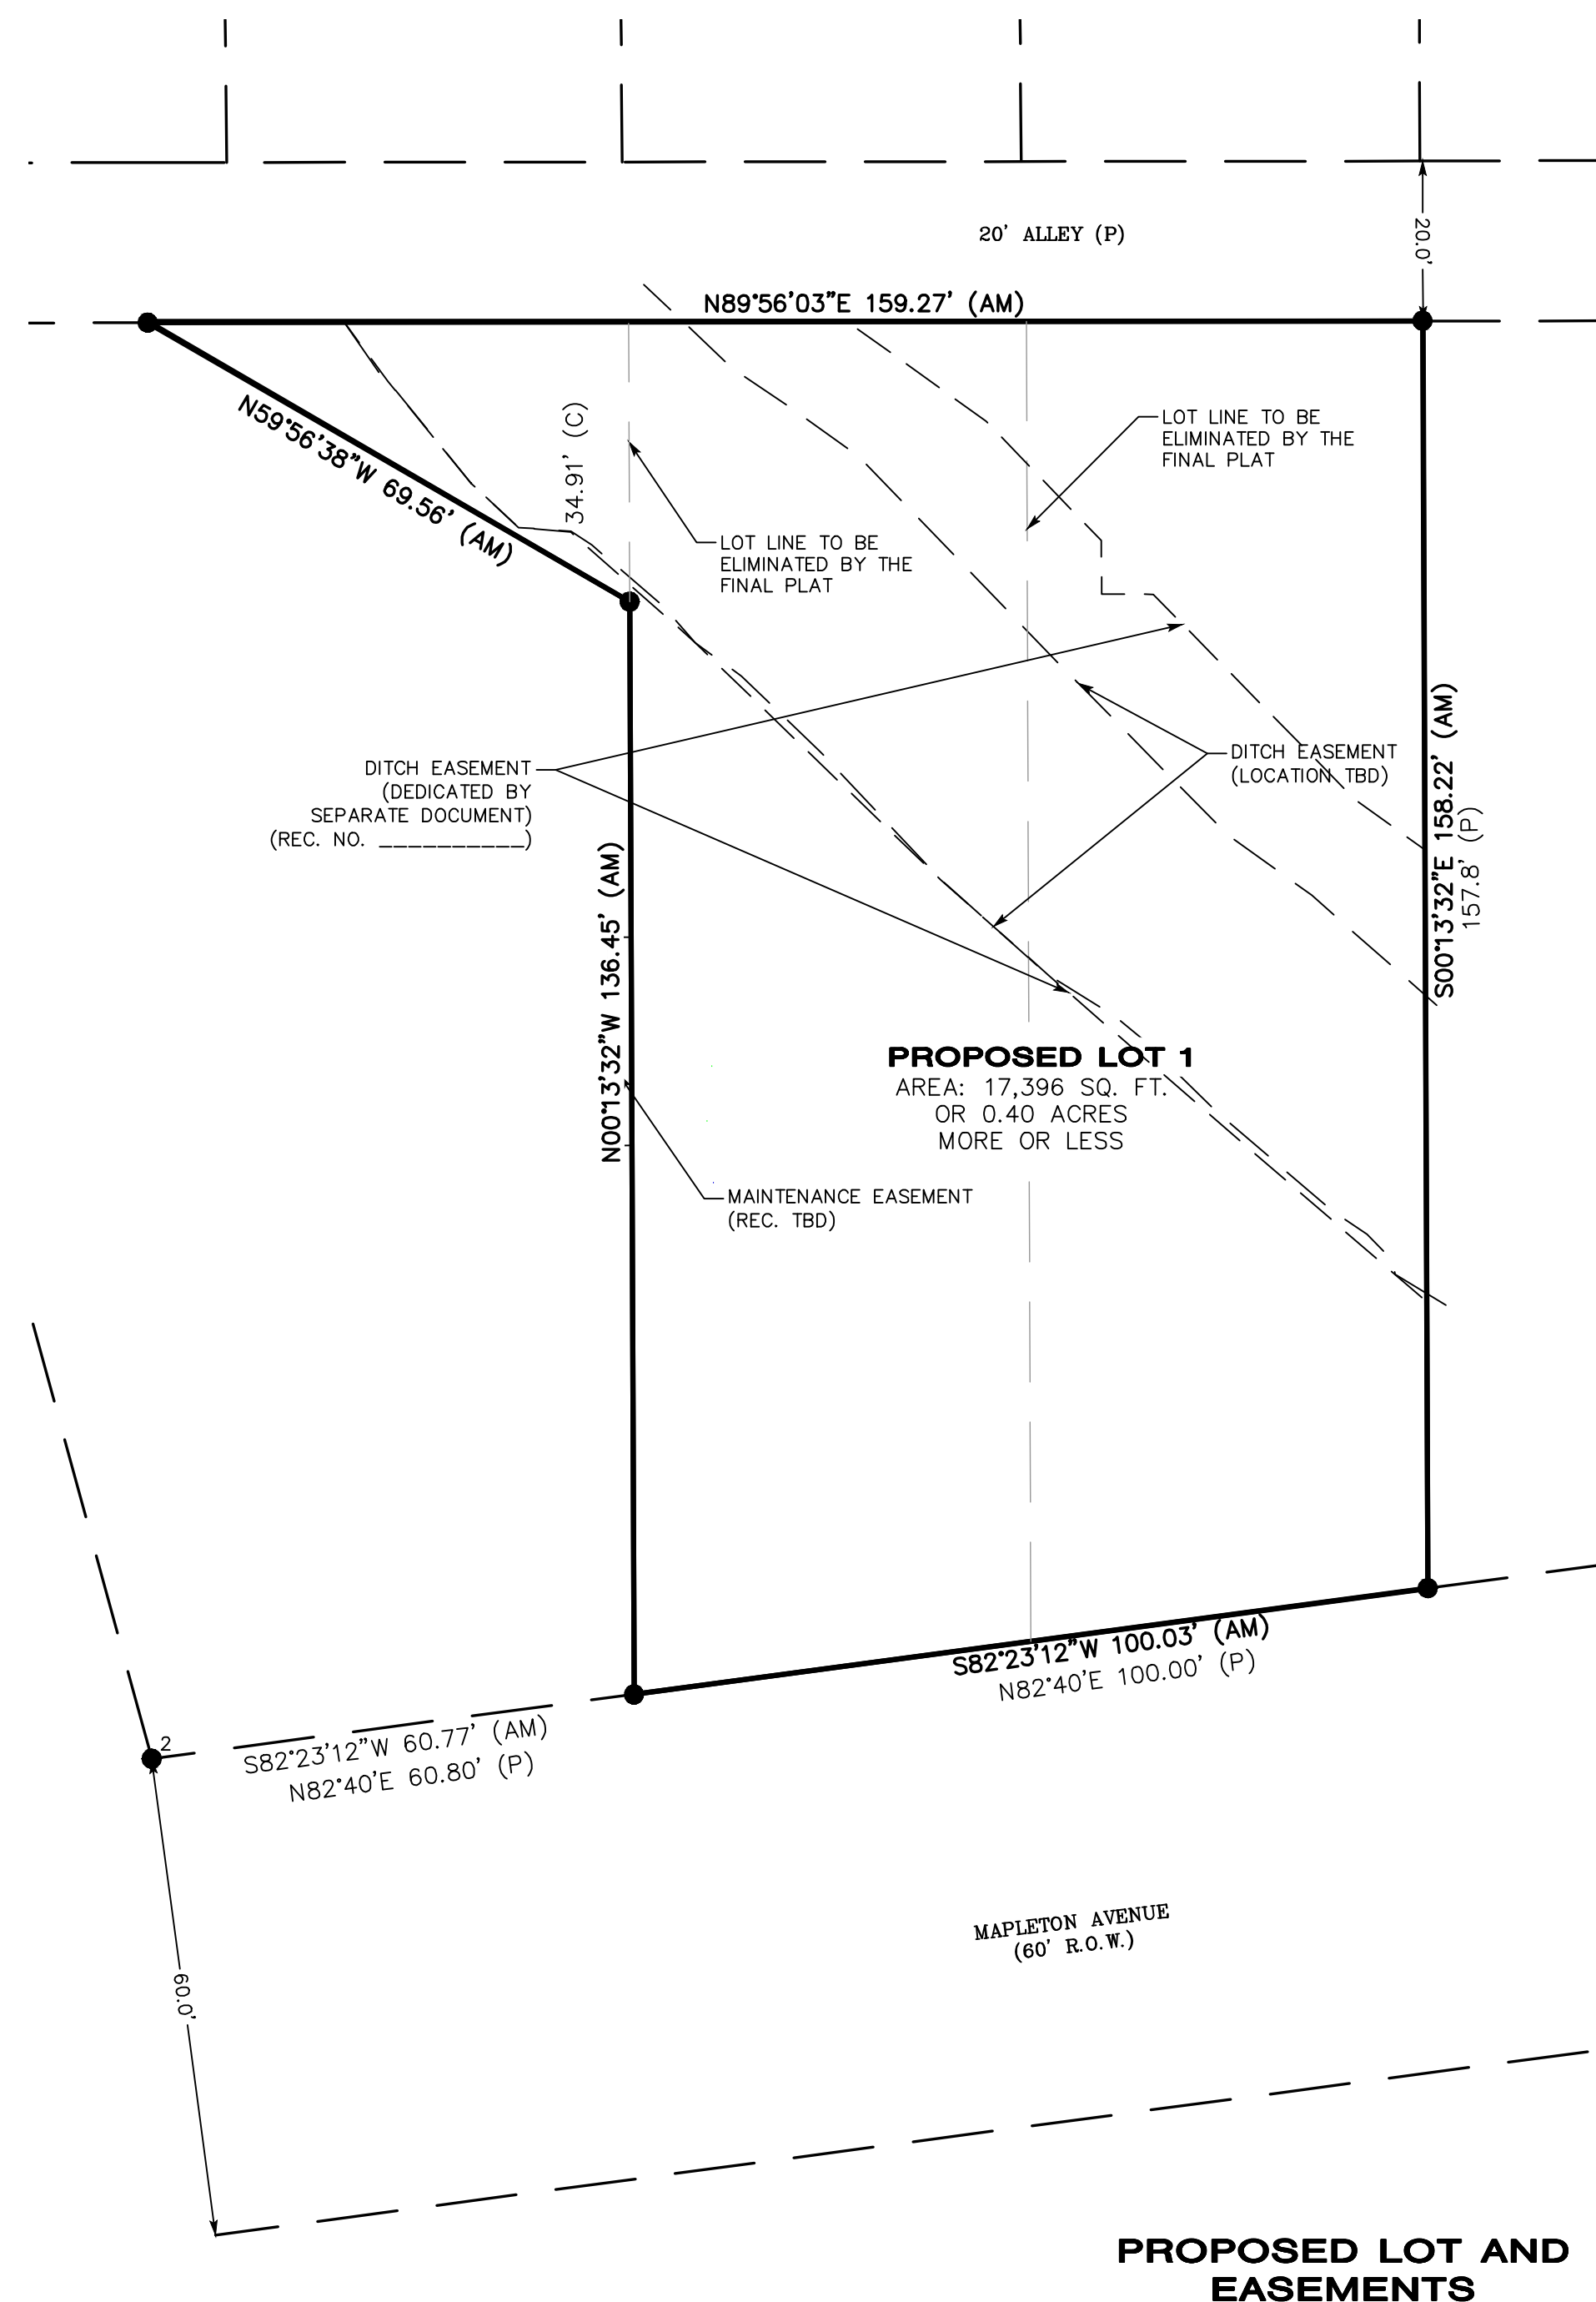 20' ALLEY (P)
20.0'
N89°56'03"E 159.27' (AM)
N59°56'38"W 69.56' (AM)
34.91' (C)
LOT LINE TO BE
ELIMINATED BY THE
FINAL PLAT
LOT LINE TO BE
ELIMINATED BY THE
FINAL PLAT
DITCH EASEMENT
(DEDICATED BY
SEPARATE DOCUMENT)
(REC. NO. __________)
DITCH EASEMENT
(LOCATION TBD)
S00°13'32"E 158.22' (AM)
157.8' (P)
N00°13'32"W 136.45' (AM)
PROPOSED LOT 1
AREA: 17,396 SQ. FT.
OR 0.40 ACRES
MORE OR LESS
MAINTENANCE EASEMENT
(REC. TBD)
S82°23'12"W 100.03' (AM)
N82°40'E 100.00' (P)
2
S82°23'12"W 60.77' (AM)
N82°40'E 60.80' (P)
MAPLETON AVENUE
(60' R.O.W.)
60.0'
PROPOSED LOT AND
EASEMENTS